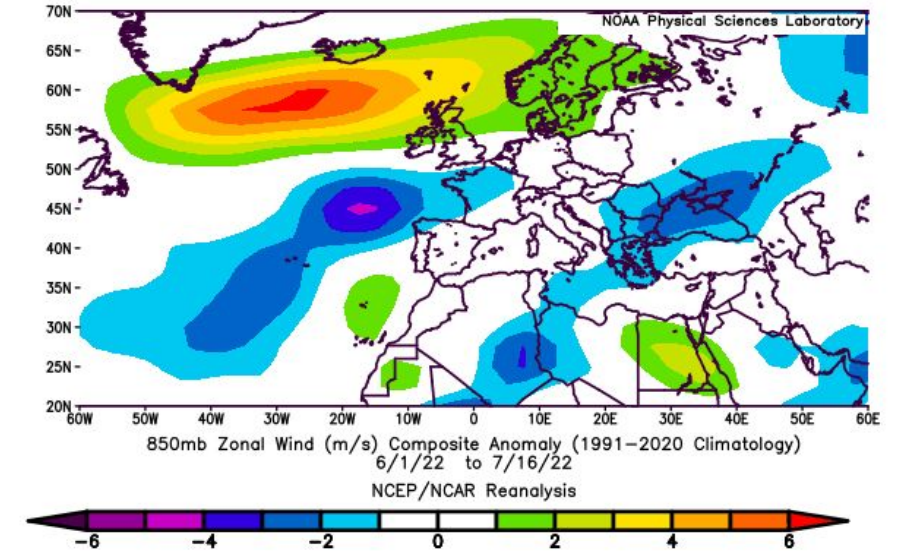 70N
NOAA Physical Sciences Laboratory
65N
60N
55N
50N
45N
40N
35N
30N
25N
20N
60W 50W 40W 30W 20W 10W 0 10E 20E 30E 40E 50E 60E
850mb Zonal Wind (m/s) Composite Anomaly (1991-2020 Climatology)
6/1/22 to 7/16/22
NCEP/NCAR Reanalysis
-6 -4 -2 0 2 4 6